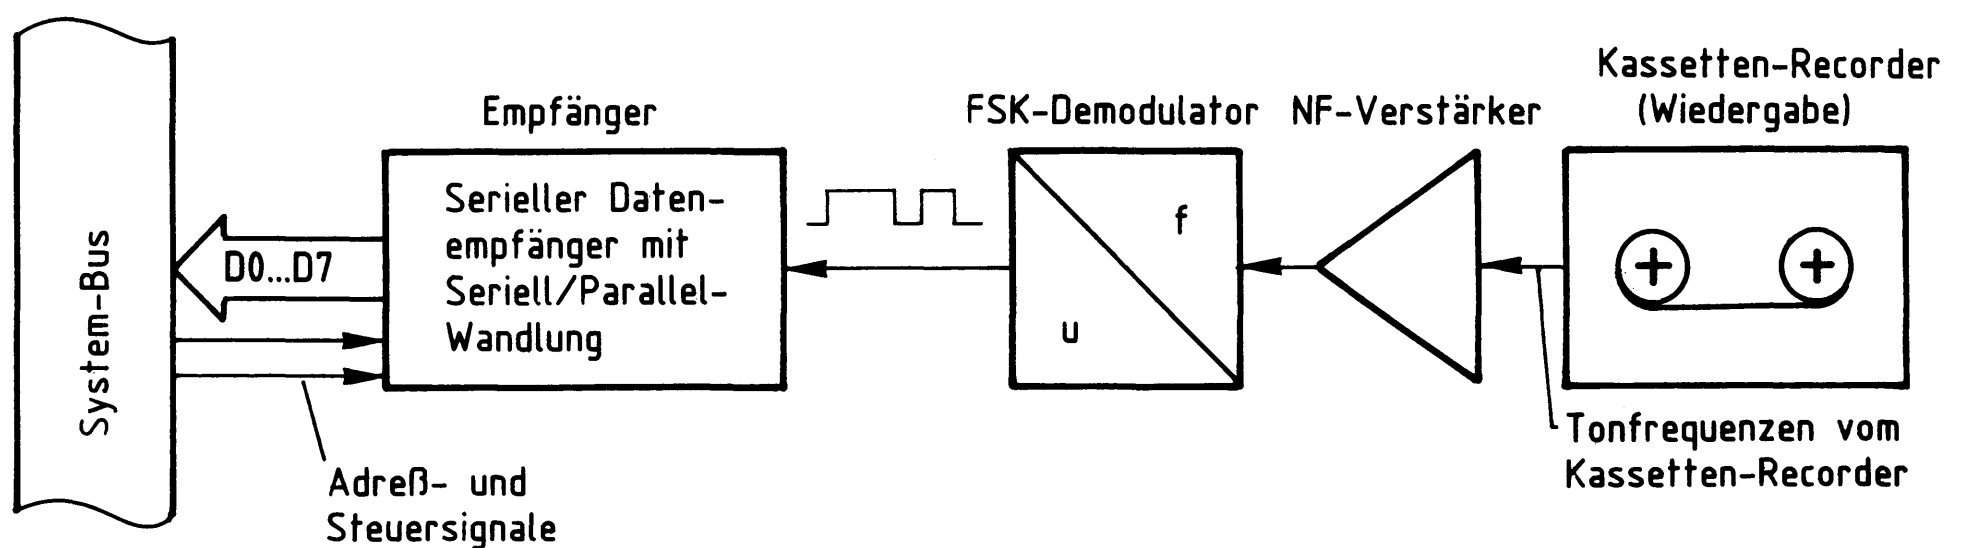 Kassetten-Recorder
(Wiedergabe)
Empfänger
FSK-Demodulator
NF-Verstärker
Serieller Daten-
empfänger mit
Seriell/Parallel-
Wandlung
f
u
D0...D7
System-Bus
Tonfrequenzen vom
Kassetten-Recorder
Adreß- und
Steuersignale